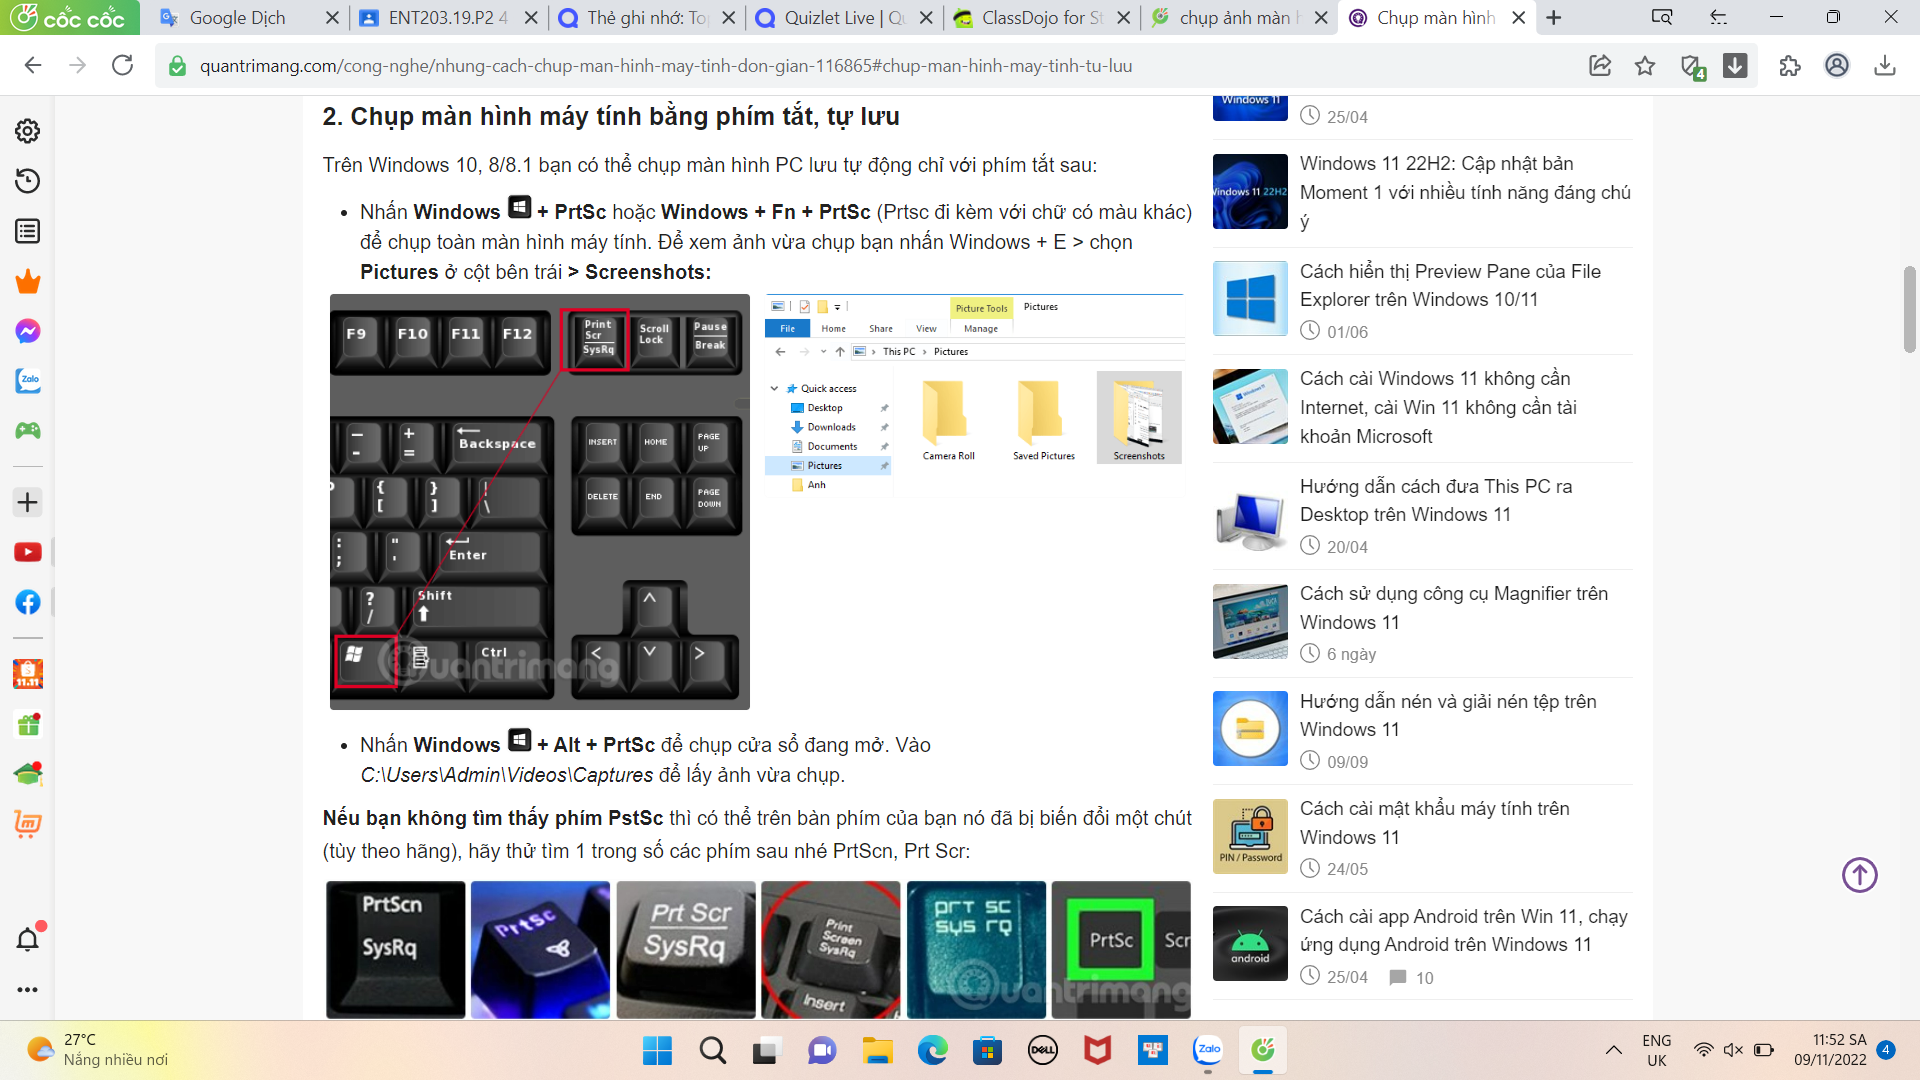 cốc cốc
Google Dịch
ENT203.19.P2 4
Thẻ ghi nhớ: To
Quizlet Live | Qu
ClassDojo for St
chụp ảnh màn h
Chụp màn hình
quantrimang.com/cong-nghe/nhung-cach-chup-man-hinh-may-tinh-don-gian-116865#chup-man-hinh-may-tinh-tu-luu
4
2. Chụp màn hình máy tính bằng phím tắt, tự lưu
Trên Windows 10, 8/8.1 bạn có thể chụp màn hình PC lưu tự động chỉ với phím tắt sau:
• Nhấn Windows + PrtSc hoặc Windows + Fn + PrtSc (Prtsc đi kèm với chữ có màu khác)
để chụp toàn màn hình máy tính. Để xem ảnh vừa chụp bạn nhấn Windows + E > chọn
Pictures ở cột bên trái > Screenshots:
F9 F10 F11 F12
Print Scr SysRq
Scroll Lock
Pause Break
- -
+ =
Backspace
INSERT HOME PAGE UP
{ [ } ] | \
DELETE END PAGE DOWN
: ; " '
Enter
? /
Shift
Ctrl
Quantrimang
Picture Tools Pictures
File Home Share View Manage
This PC > Pictures
Quick access
Desktop
Downloads
Documents
Pictures
Anh
Camera Roll
Saved Pictures
Screenshots
• Nhấn Windows + Alt + PrtSc để chụp cửa sổ đang mở. Vào
C:\Users\Admin\Videos\Captures để lấy ảnh vừa chụp.
Nếu bạn không tìm thấy phím PstSc thì có thể trên bàn phím của bạn nó đã bị biến đổi một chút
(tùy theo hãng), hãy thử tìm 1 trong số các phím sau nhé PrtScn, Prt Scr:
PrtScn
SysRq
PrtSc
Prt Scr
SysRq
Print
Screen
SysRq
Insert
prt sc
sys rq
PrtSc
Scr
Quantrimang
Windows 11
25/04
Windows 11 22H2
Windows 11 22H2: Cập nhật bản
Moment 1 với nhiều tính năng đáng chú
ý
Cách hiển thị Preview Pane của File
Explorer trên Windows 10/11
01/06
Cách cài Windows 11 không cần
Internet, cài Win 11 không cần tài
khoản Microsoft
Hướng dẫn cách đưa This PC ra
Desktop trên Windows 11
20/04
Cách sử dụng công cụ Magnifier trên
Windows 11
6 ngày
Hướng dẫn nén và giải nén tệp trên
Windows 11
09/09
PIN / Password
Cách cài mật khẩu máy tính trên
Windows 11
24/05
android
Cách cài app Android trên Win 11, chạy
ứng dụng Android trên Windows 11
25/04 10
Zalo
11.11
27°C
Nắng nhiều nơi
DELL
Zalo
ENG
UK
11:52 SA
09/11/2022
4